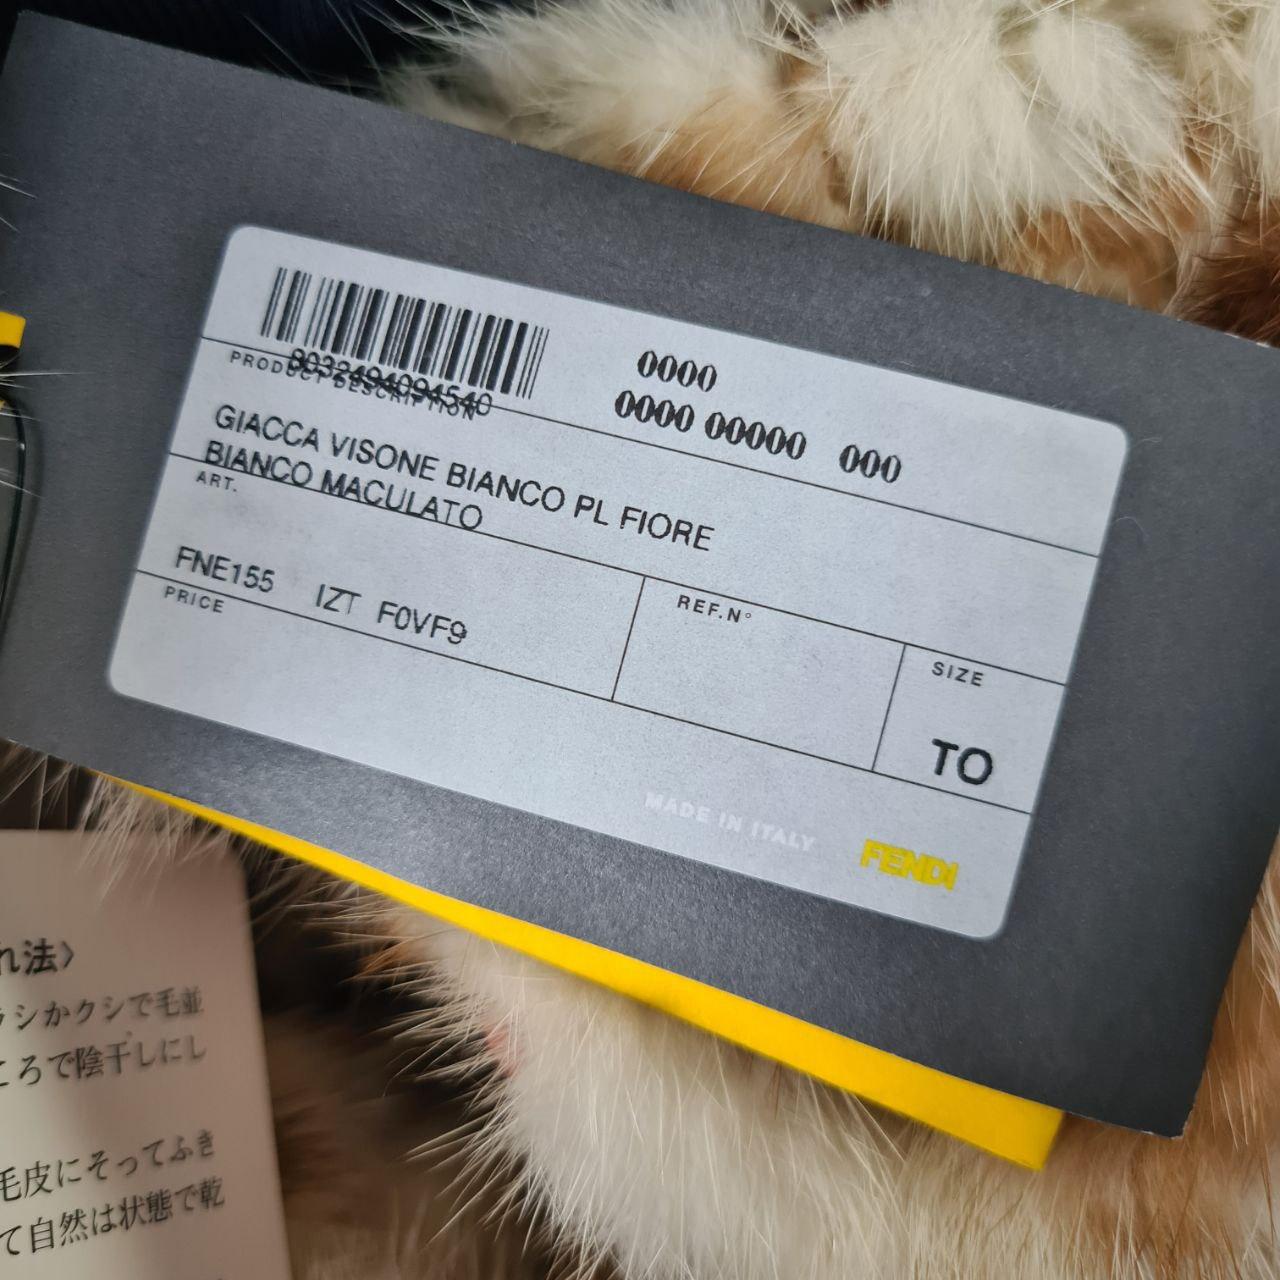 8032494094540
0000
0000 00000 000
PRODUCT DESCRIPTION
GIACCA VISONE BIANCO PL FIORE
BIANCO MACULATO
ART.
FNE155 IZT F0VF9
REF.N°
SIZE
TO
PRICE
MADE IN ITALY
FENDI
れ法〉
ラシかクシで毛並
ころで陰干しにし
毛皮にそってふき
て自然は状態で乾